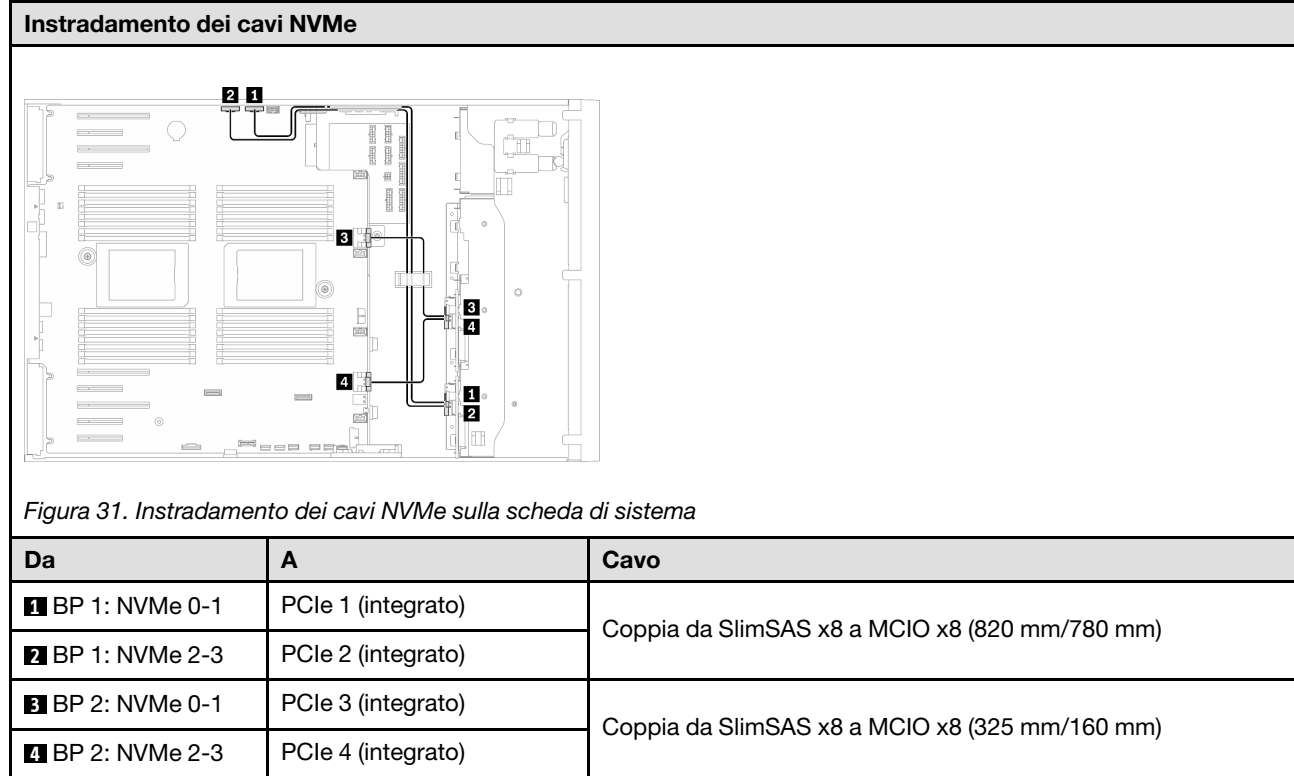 Instradamento dei cavi NVMe
2 1
3
3
4
4
1
2
Figura 31. Instradamento dei cavi NVMe sulla scheda di sistema
Da A Cavo
1 BP 1: NVMe 0-1 PCIe 1 (integrato)
Coppia da SlimSAS x8 a MCIO x8 (820 mm/780 mm)
2 BP 1: NVMe 2-3 PCIe 2 (integrato)
3 BP 2: NVMe 0-1 PCIe 3 (integrato)
Coppia da SlimSAS x8 a MCIO x8 (325 mm/160 mm)
4 BP 2: NVMe 2-3 PCIe 4 (integrato)